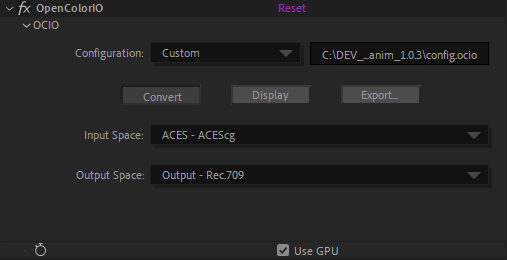 fx OpenColorIO Reset
OCIO
Configuration: Custom C:\DEV_...anim_1.0.3\config.ocio
Convert Display Export...
Input Space: ACES - ACEScg
Output Space: Output - Rec.709
Use GPU